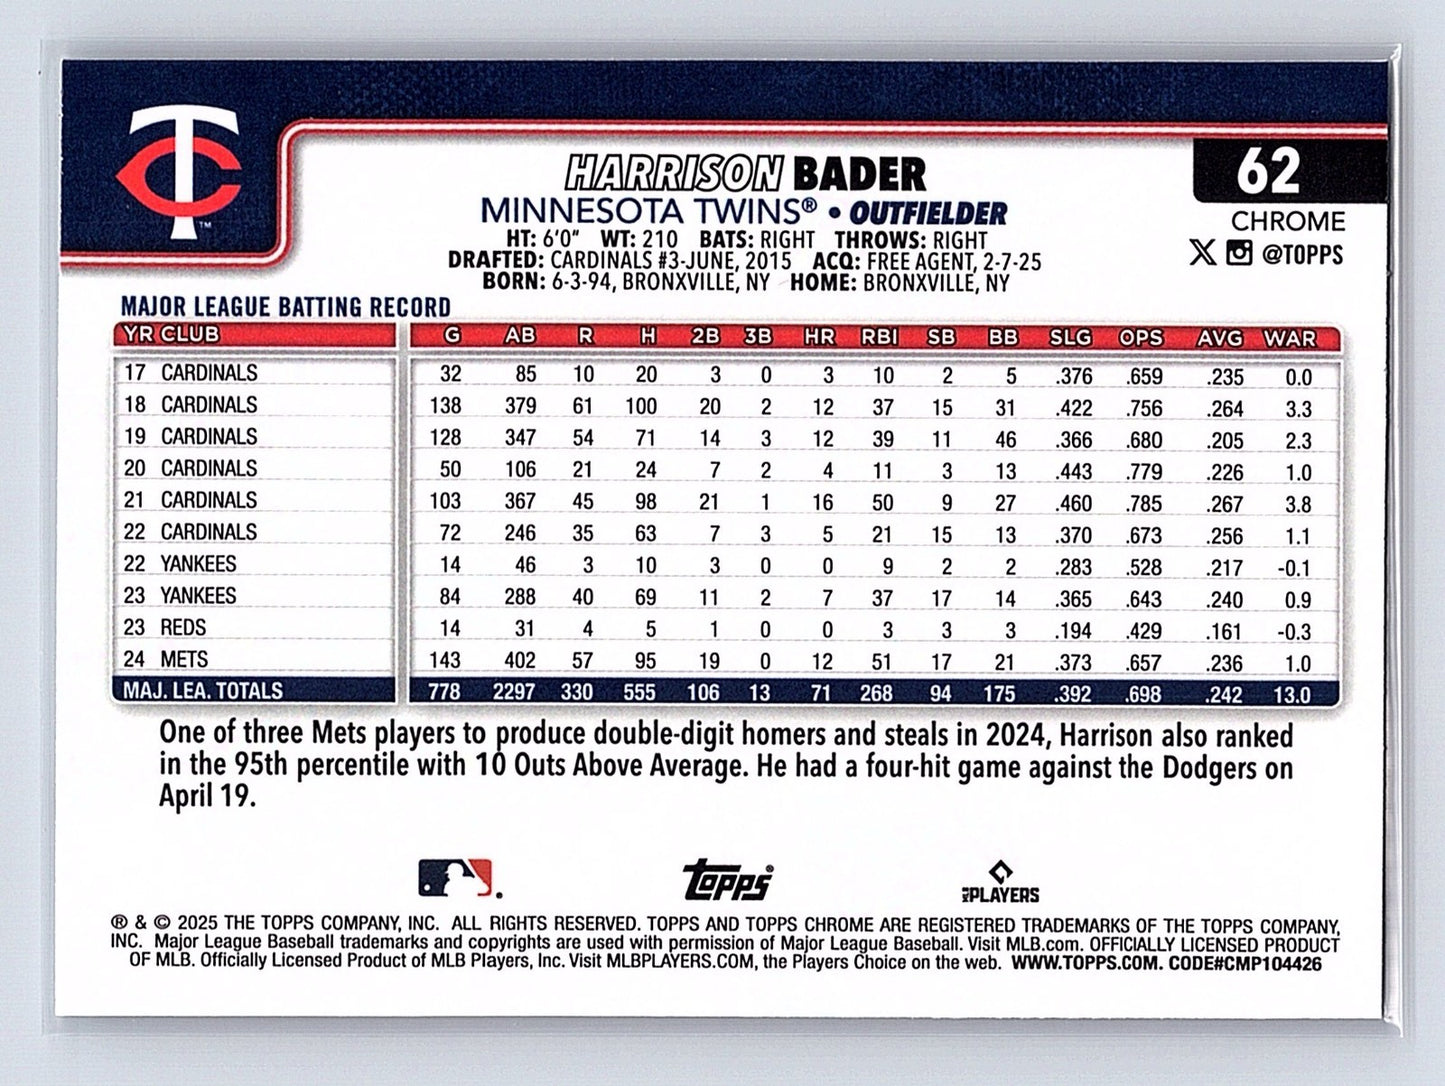 TC™
HARRISON BADER
MINNESOTA TWINS® • OUTFIELDER
HT: 6'0" WT: 210 BATS: RIGHT THROWS: RIGHT
DRAFTED: CARDINALS #3-JUNE, 2015 ACQ: FREE AGENT, 2-7-25
BORN: 6-3-94, BRONXVILLE, NY HOME: BRONXVILLE, NY
62
CHROME
X @TOPPS
MAJOR LEAGUE BATTING RECORD
YR CLUB G AB R H 2B 3B HR RBI SB BB SLG OPS AVG WAR
17 CARDINALS 32 85 10 20 3 0 3 10 2 5 .376 .659 .235 0.0
18 CARDINALS 138 379 61 100 20 2 12 37 15 31 .422 .756 .264 3.3
19 CARDINALS 128 347 54 71 14 3 12 39 11 46 .366 .680 .205 2.3
20 CARDINALS 50 106 21 24 7 2 4 11 3 13 .443 .779 .226 1.0
21 CARDINALS 103 367 45 98 21 1 16 50 9 27 .460 .785 .267 3.8
22 CARDINALS 72 246 35 63 7 3 5 21 15 13 .370 .673 .256 1.1
22 YANKEES 14 46 3 10 3 0 0 9 2 2 .283 .528 .217 -0.1
23 YANKEES 84 288 40 69 11 2 7 37 17 14 .365 .643 .240 0.9
23 REDS 14 31 4 5 1 0 0 3 3 3 .194 .429 .161 -0.3
24 METS 143 402 57 95 19 0 12 51 17 21 .373 .657 .236 1.0
MAJ. LEA. TOTALS 778 2297 330 555 106 13 71 268 94 175 .392 .698 .242 13.0
One of three Mets players to produce double-digit homers and steals in 2024, Harrison also ranked
in the 95th percentile with 10 Outs Above Average. He had a four-hit game against the Dodgers on
April 19.
Topps®
MLB PLAYERS
® & © 2025 THE TOPPS COMPANY, INC. ALL RIGHTS RESERVED. TOPPS AND TOPPS CHROME ARE REGISTERED TRADEMARKS OF THE TOPPS COMPANY,
INC. Major League Baseball trademarks and copyrights are used with permission of Major League Baseball. Visit MLB.com. OFFICIALLY LICENSED PRODUCT
OF MLB. Officially Licensed Product of MLB Players, Inc. Visit MLBPLAYERS.COM, the Players Choice on the web. WWW.TOPPS.COM. CODE#CMP104426